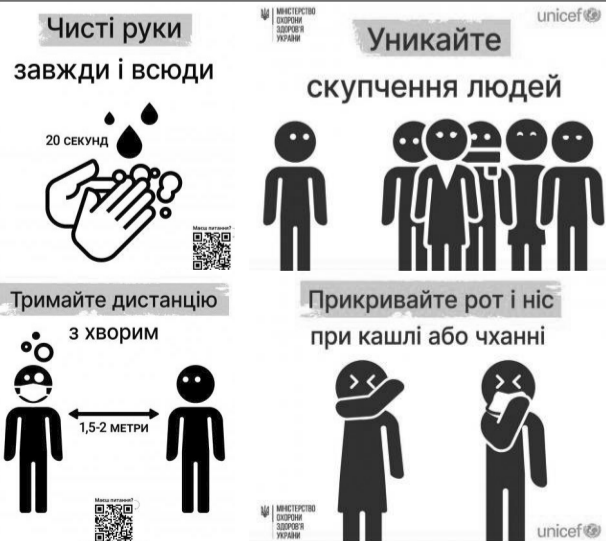 Чисті руки
завжди і всюди
20 СЕКУНД
Маєш питання?
МІНІСТЕРСТВО
ОХОРОНИ
ЗДОРОВ'Я
УКРАЇНИ
unicef
Уникайте
скупчення людей
Тримайте дистанцію
з хворим
1,5-2 МЕТРИ
Маєш питання?
Прикривайте рот і ніс
при кашлі або чханні
МІНІСТЕРСТВО
ОХОРОНИ
ЗДОРОВ'Я
УКРАЇНИ
unicef